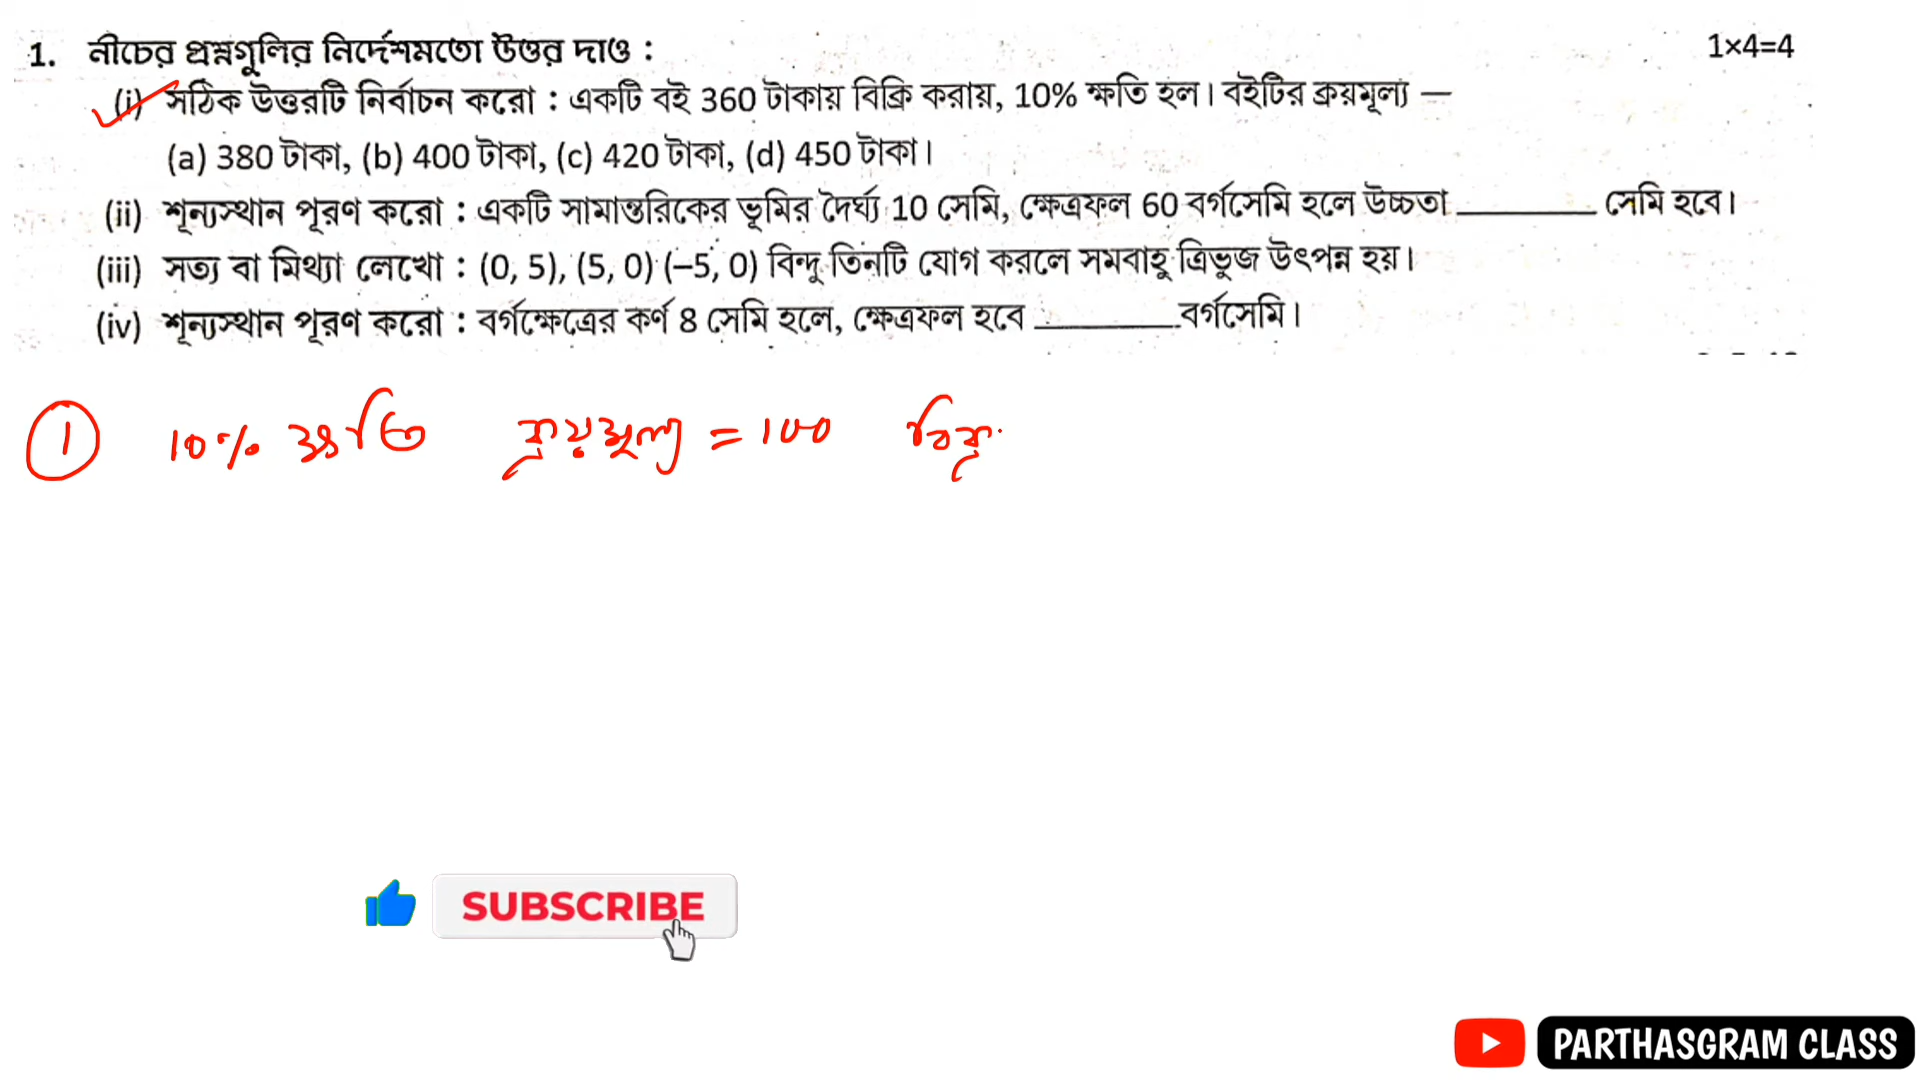 1. নীচের প্রশ্নগুলির নির্দেশমতো উত্তর দাও : 1×4=4
(i) সঠিক উত্তরটি নির্বাচন করো : একটি বই 360 টাকায় বিক্রি করায়, 10% ক্ষতি হল। বইটির ক্রয়মূল্য —
(a) 380 টাকা, (b) 400 টাকা, (c) 420 টাকা, (d) 450 টাকা।
(ii) শূন্যস্থান পূরণ করো : একটি সামান্তরিকের ভূমির দৈর্ঘ্য 10 সেমি, ক্ষেত্রফল 60 বর্গসেমি হলে উচ্চতা ________ সেমি হবে।
(iii) সত্য বা মিথ্যা লেখো : (0, 5), (5, 0) (–5, 0) বিন্দু তিনটি যোগ করলে সমবাহু ত্রিভুজ উৎপন্ন হয়।
(iv) শূন্যস্থান পূরণ করো : বর্গক্ষেত্রের কর্ণ 8 সেমি হলে, ক্ষেত্রফল হবে ________ বর্গসেমি।
1 10% ক্ষতি ক্রয়মূল্য = 100 বিক্র
SUBSCRIBE
PARTHASGRAM CLASS